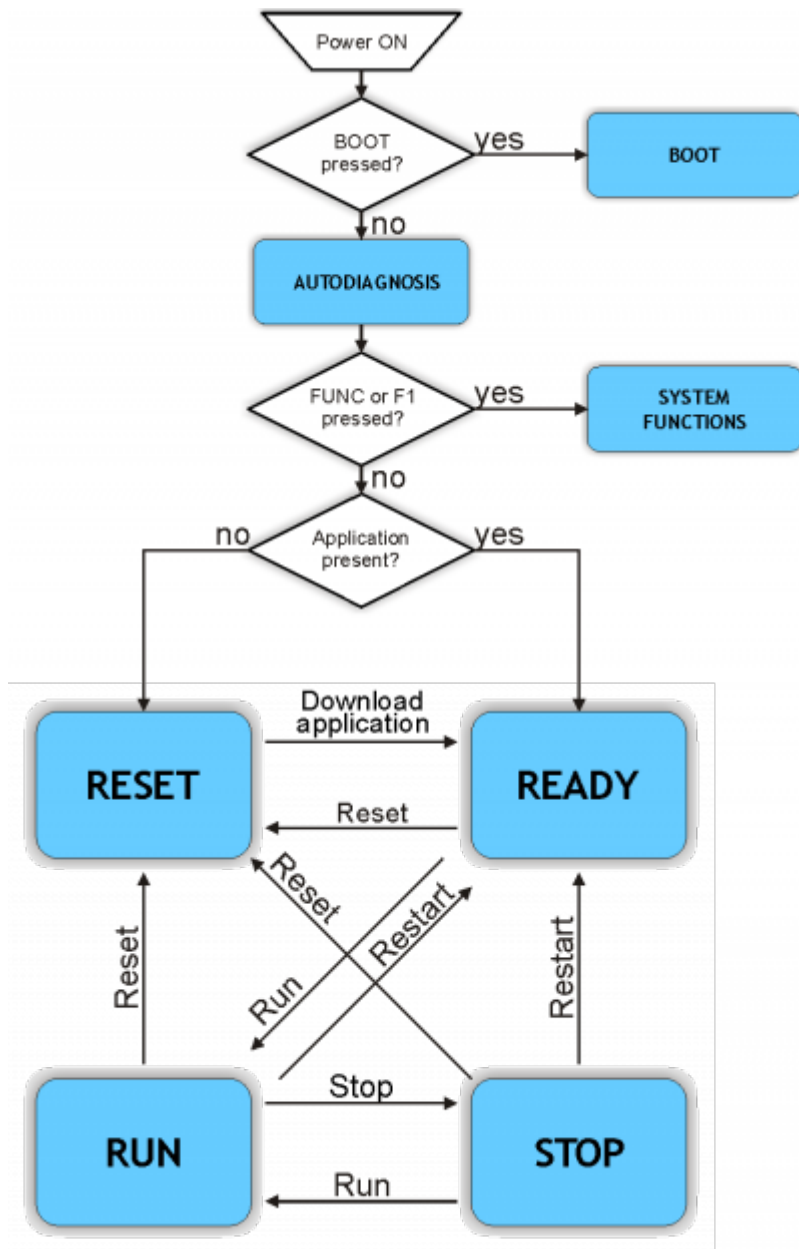 Power ON
BOOT
pressed?
yes
BOOT
no
AUTODIAGNOSIS
FUNC or F1
pressed?
yes
SYSTEM
FUNCTIONS
no
no
Application
present?
yes
Download
application
RESET
READY
Reset
Reset
Restart
Reset
Run
Restart
Stop
RUN
STOP
Run